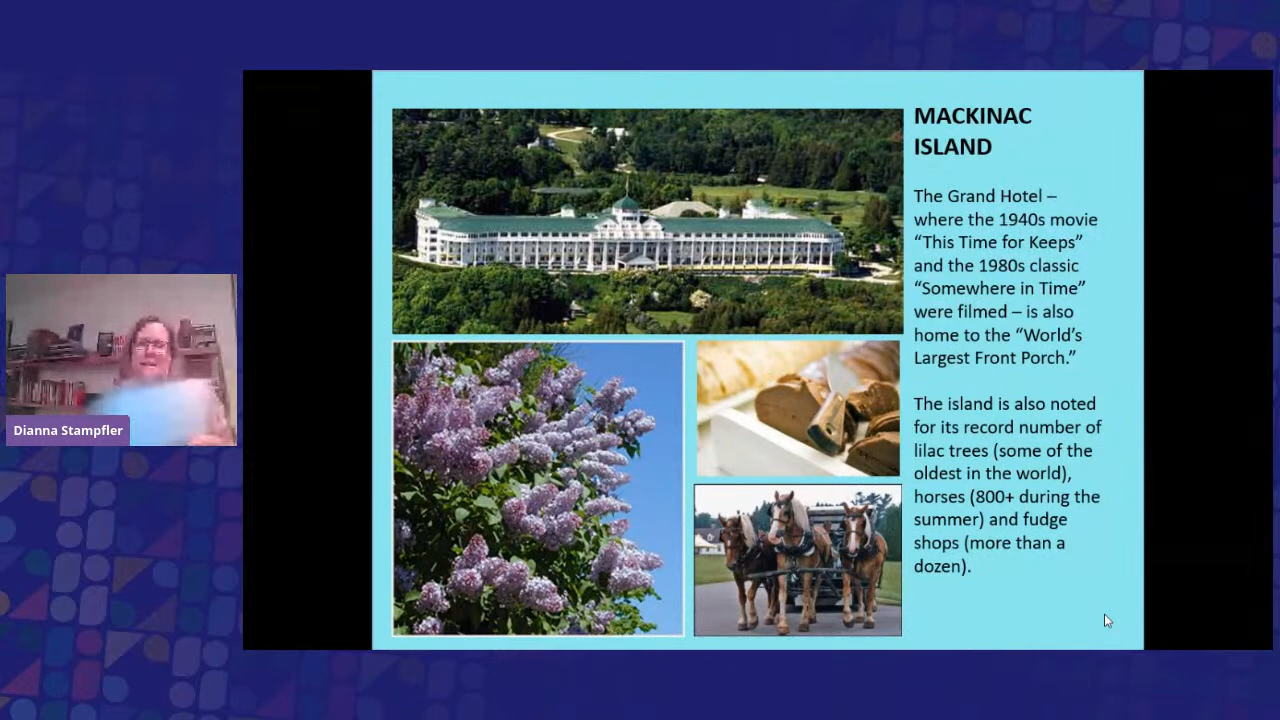 MACKINAC
ISLAND
The Grand Hotel –
where the 1940s movie
“This Time for Keeps”
and the 1980s classic
“Somewhere in Time”
were filmed – is also
home to the “World’s
Largest Front Porch.”
The island is also noted
for its record number of
lilac trees (some of the
oldest in the world),
horses (800+ during the
summer) and fudge
shops (more than a
dozen).
Dianna Stampfler